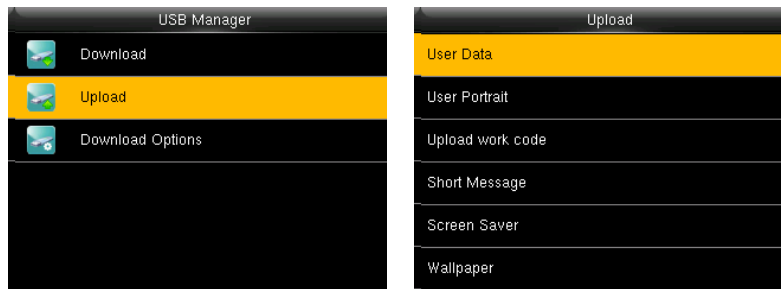 USB Manager
Download
Upload
Download Options
Upload
User Data
User Portrait
Upload work code
Short Message
Screen Saver
Wallpaper